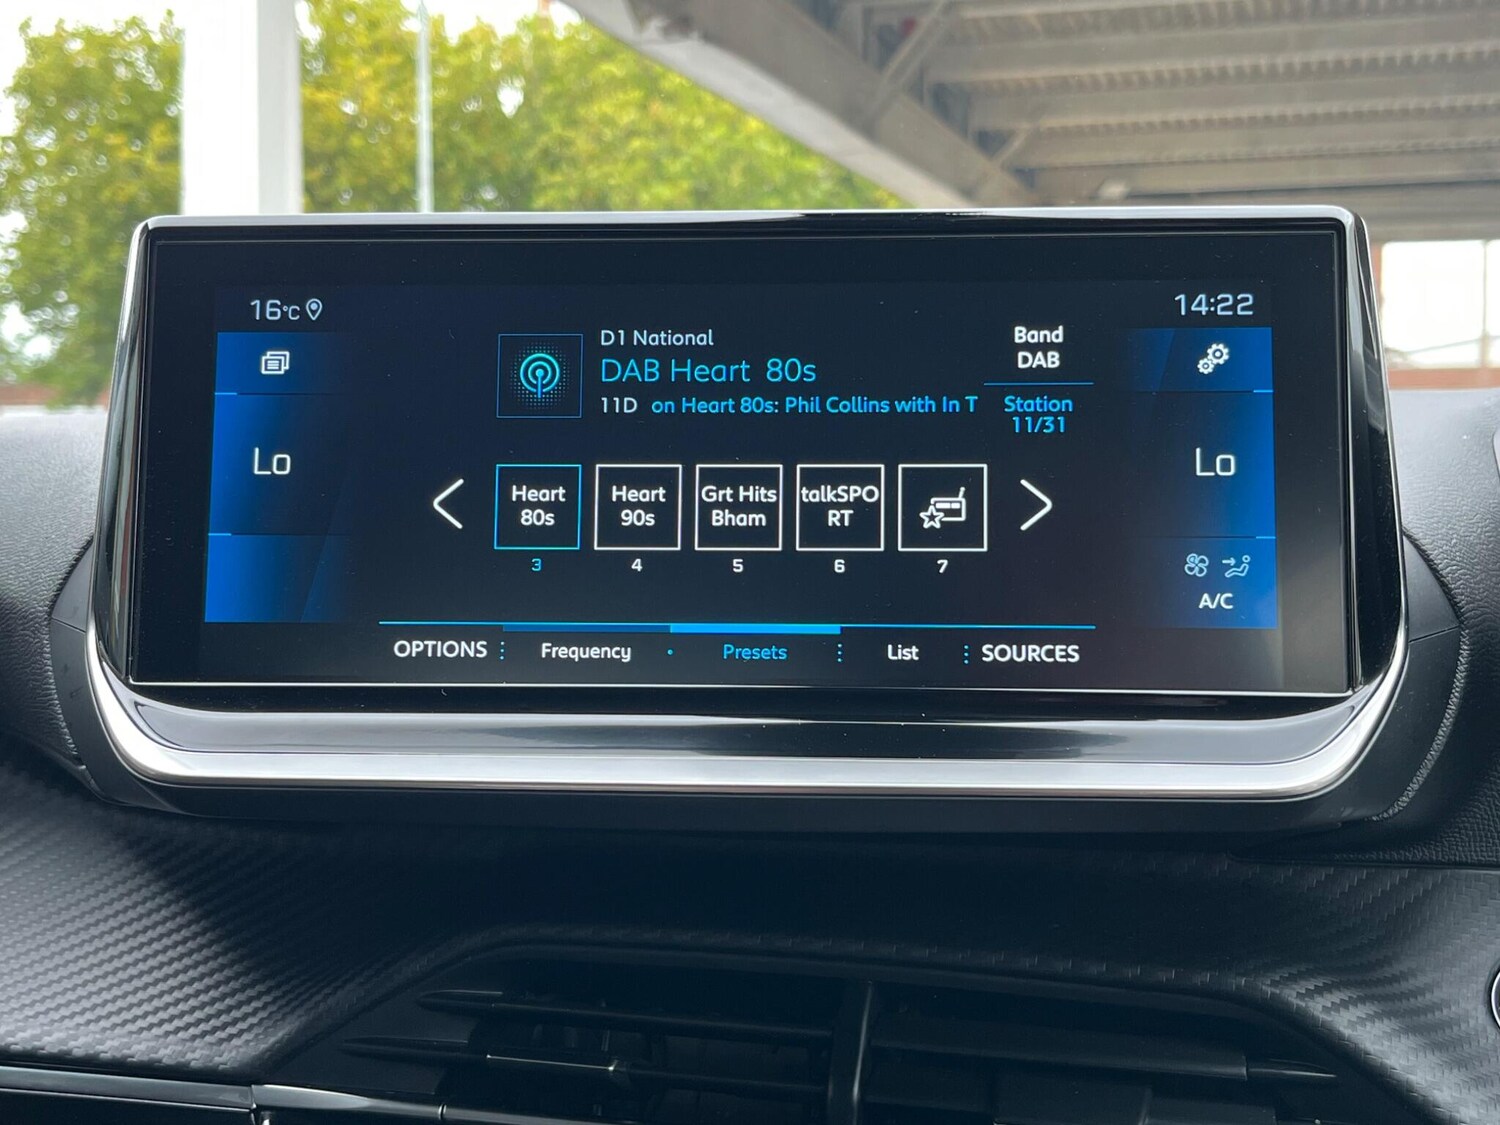 16°C
14:22
D1 National
DAB Heart 80s
11D on Heart 80s: Phil Collins with In T
Band
DAB
Station
11/31
Lo
Lo
Heart
80s
Heart
90s
Grt Hits
Bham
talkSPO
RT
3
4
5
6
7
A/C
OPTIONS
Frequency
Presets
List
SOURCES